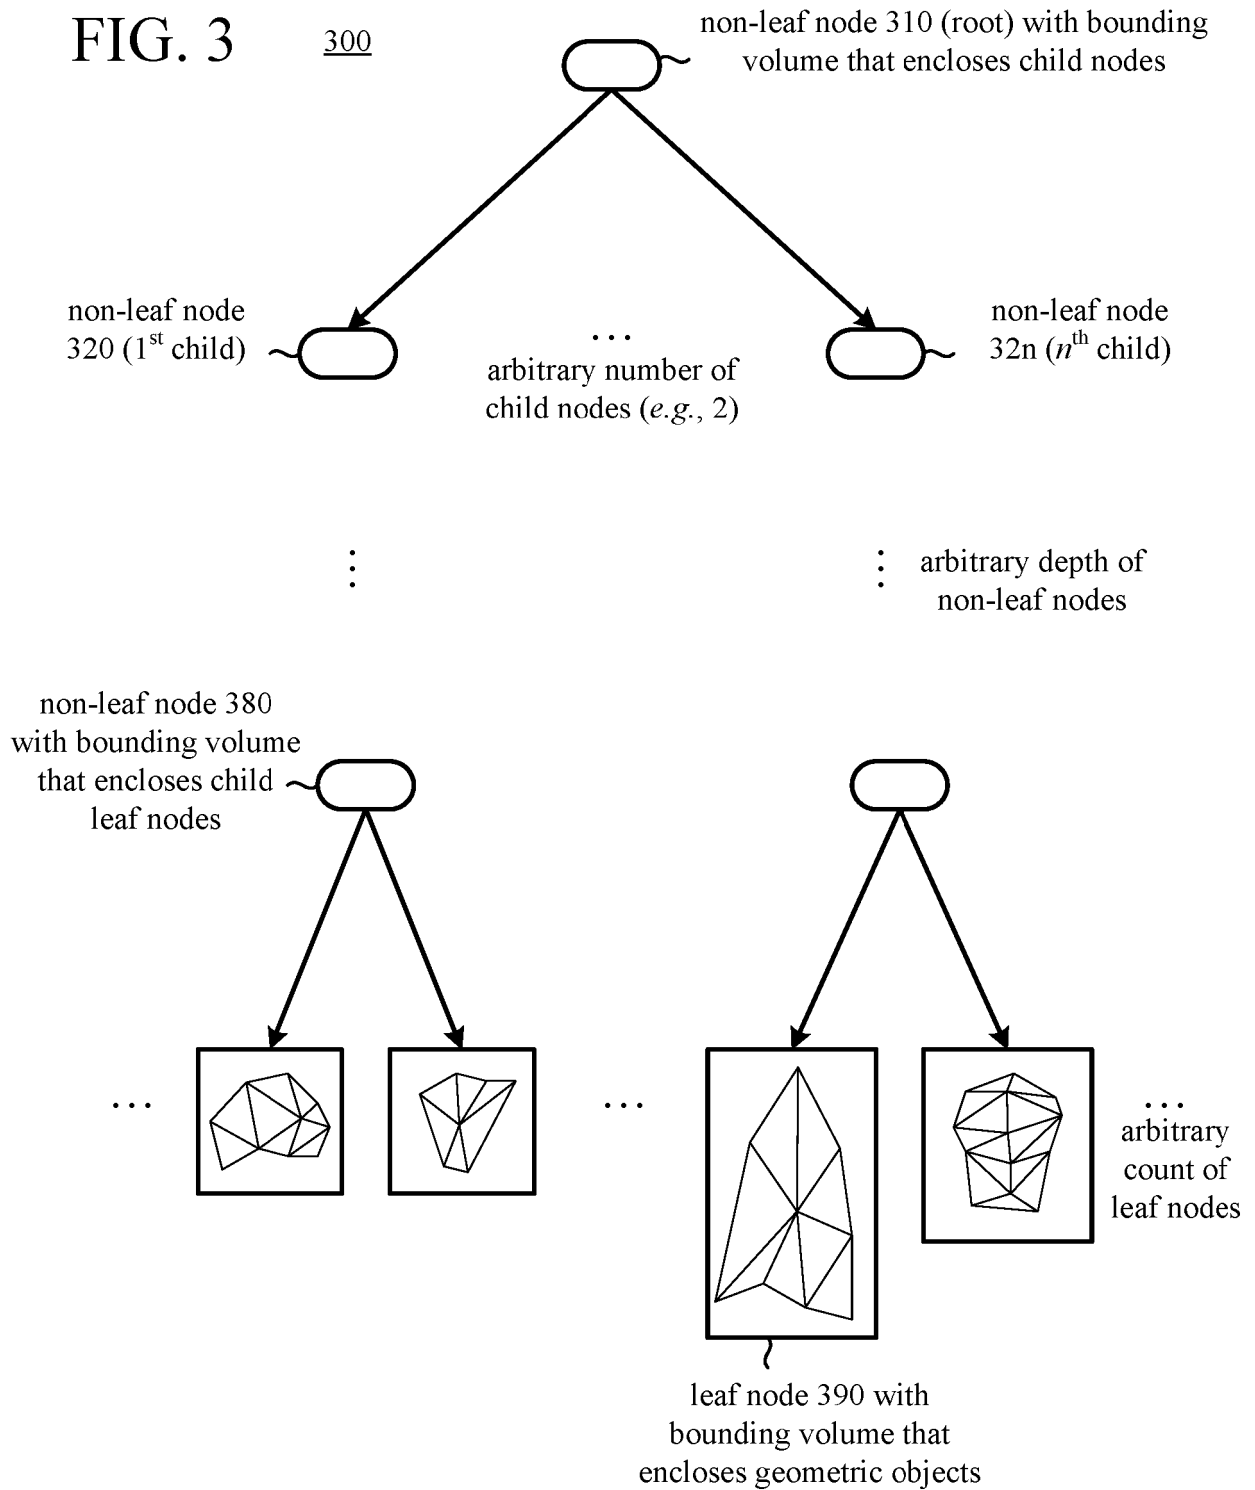 FIG. 3
300
non-leaf node 310 (root) with bounding
volume that encloses child nodes
non-leaf node
320 (1st child)
...
arbitrary number of
child nodes (e.g., 2)
non-leaf node
32n (nth child)
arbitrary depth of
non-leaf nodes
non-leaf node 380
with bounding volume
that encloses child
leaf nodes
...
...
...
arbitrary
count of
leaf nodes
leaf node 390 with
bounding volume that
encloses geometric objects